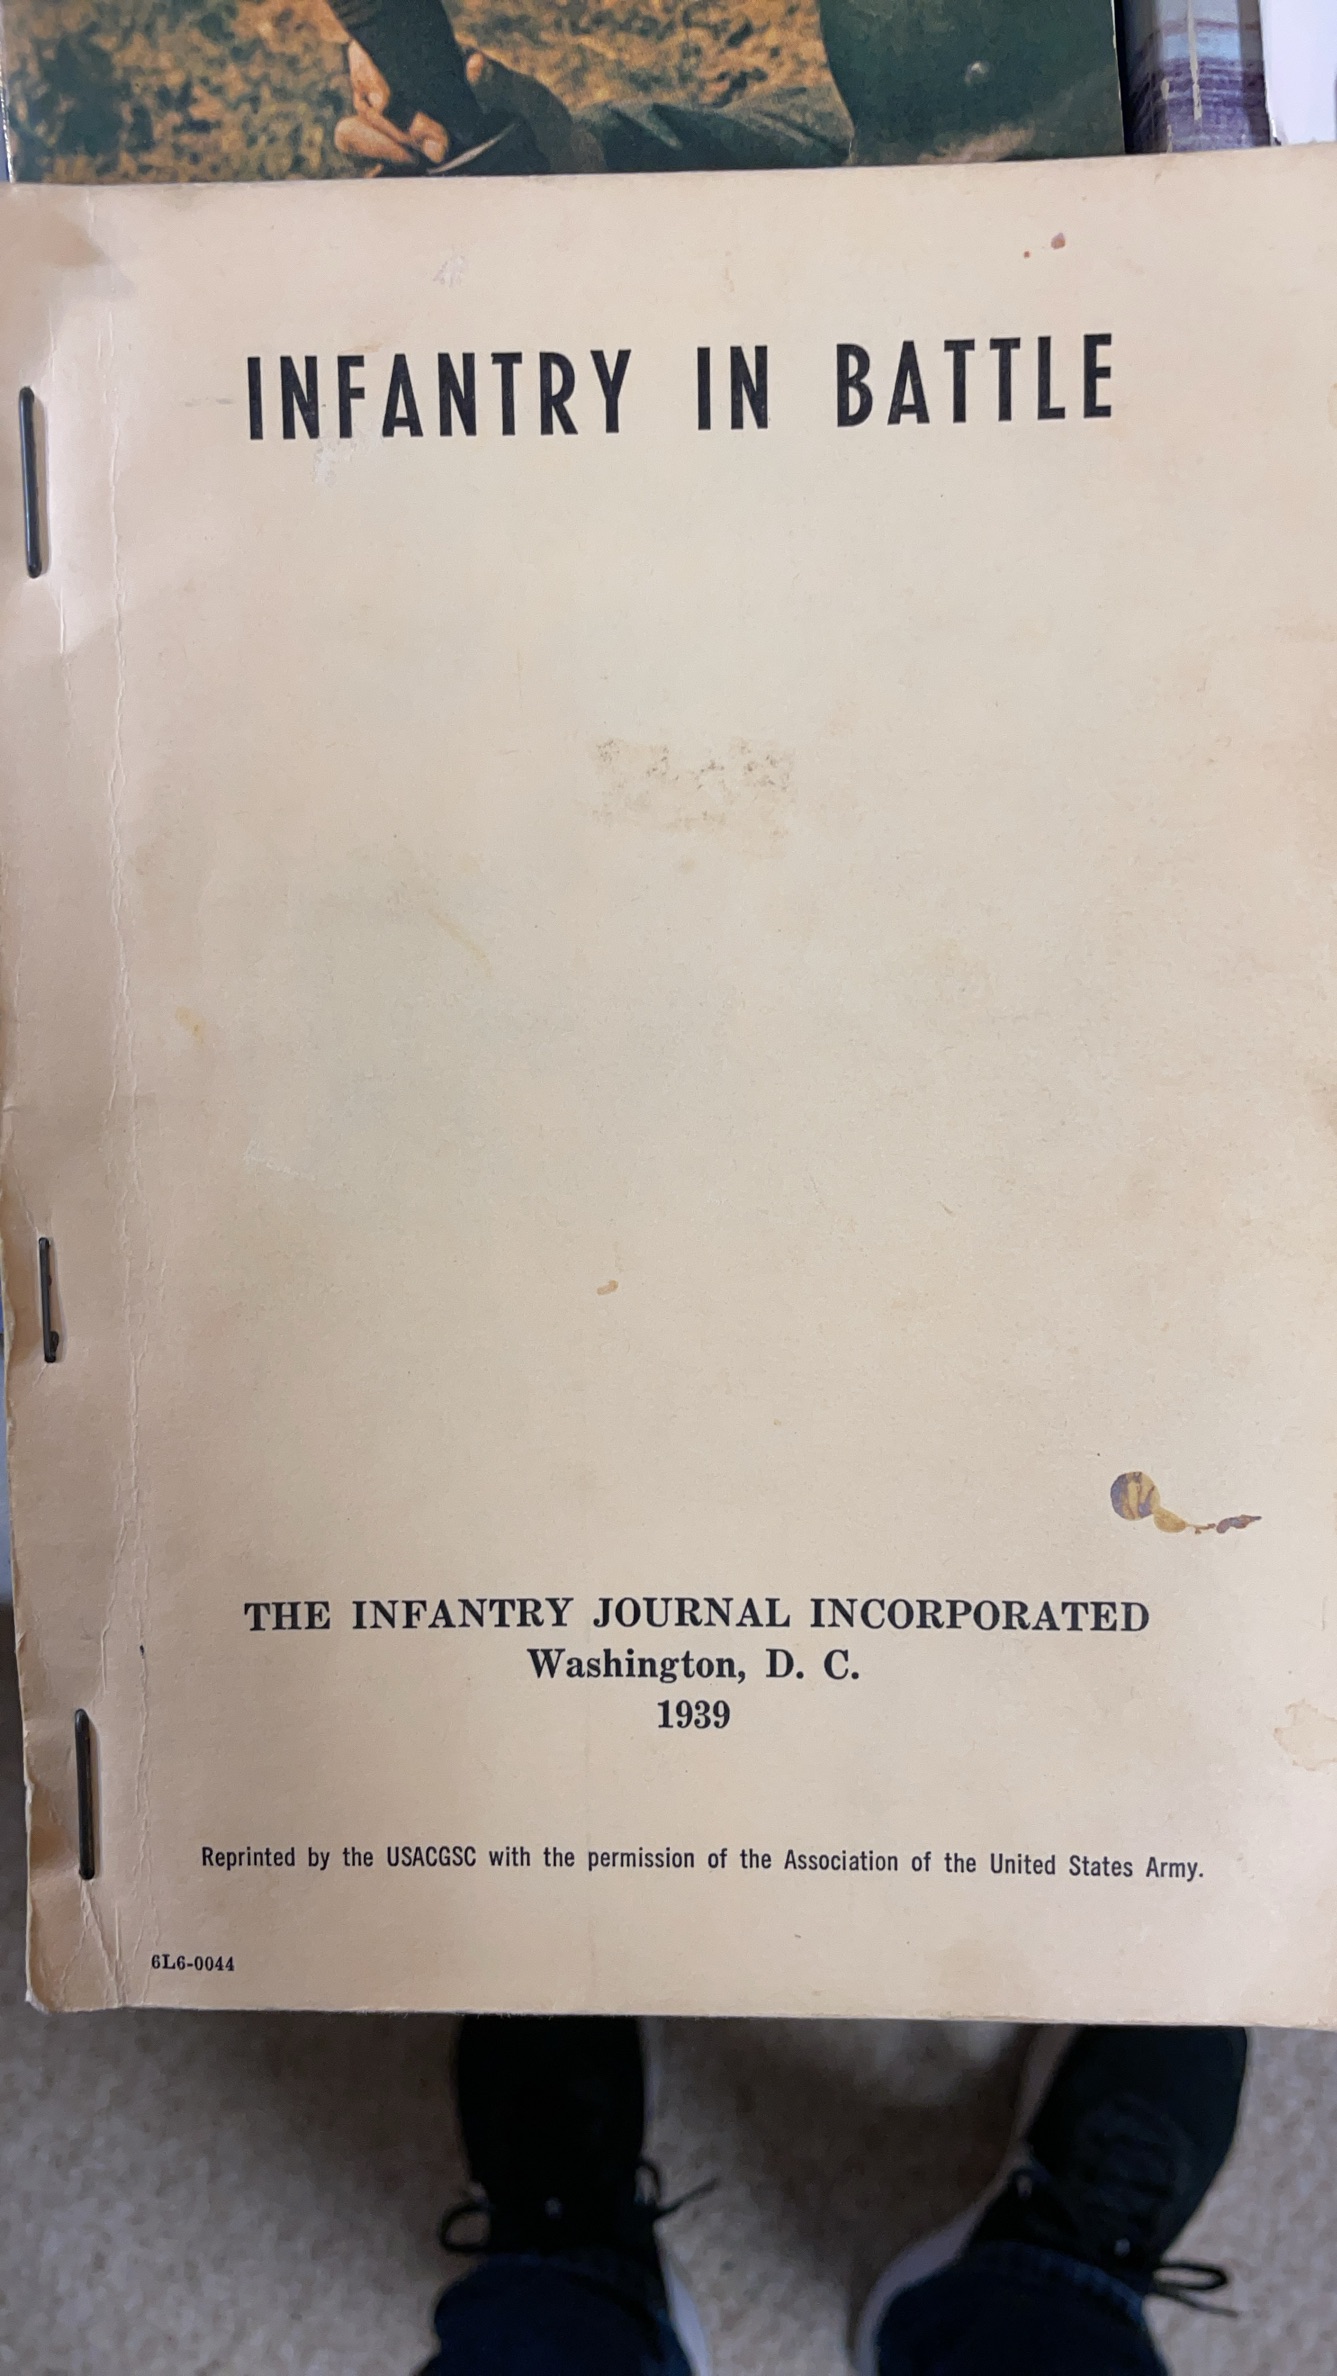 INFANTRY IN BATTLE
THE INFANTRY JOURNAL INCORPORATED
Washington, D. C.
1939
Reprinted by the USACGSC with the permission of the Association of the United States Army.
6L6-0044